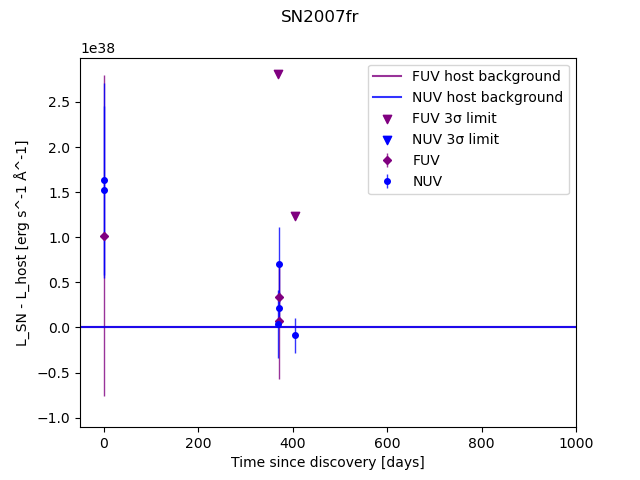 SN2007fr
1e38
FUV host background
NUV host background
FUV 3σ limit
NUV 3σ limit
FUV
NUV
L_SN - L_host [erg s^-1 Å^-1]
2.5
2.0
1.5
1.0
0.5
0.0
−0.5
−1.0
0 200 400 600 800 1000
Time since discovery [days]